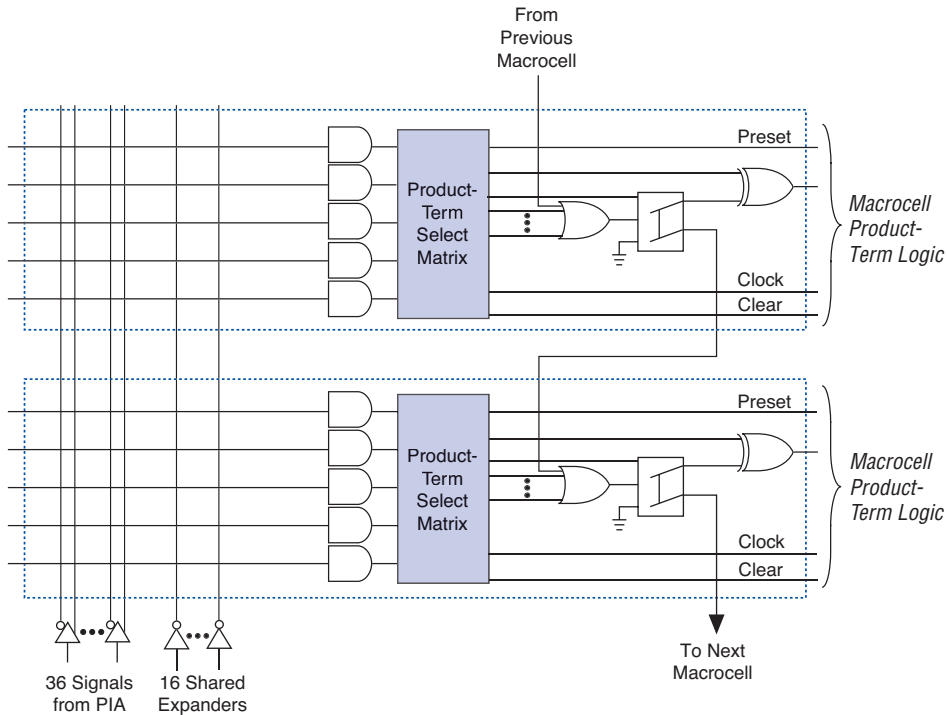 From
Previous
Macrocell
Preset
Product-
Term
Select
Matrix
Macrocell
Product-
Term Logic
Clock
Clear
Preset
Product-
Term
Select
Matrix
Macrocell
Product-
Term Logic
Clock
Clear
To Next
Macrocell
36 Signals
from PIA
16 Shared
Expanders